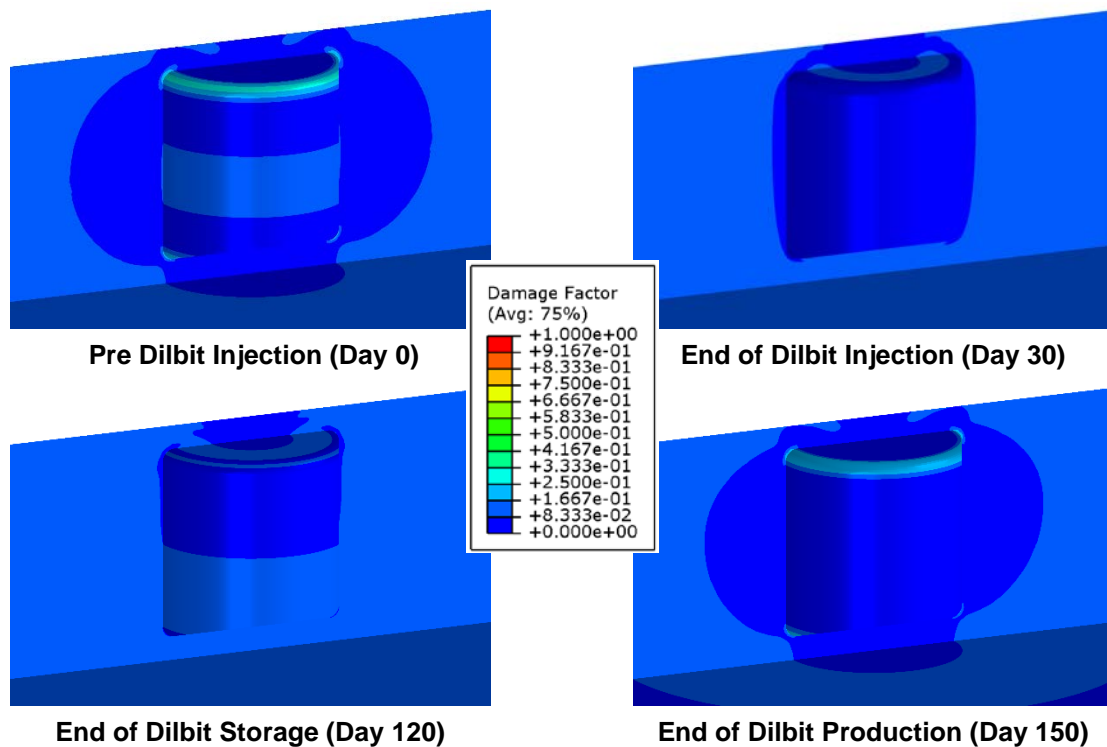 Pre Dilbit Injection (Day 0)
End of Dilbit Injection (Day 30)
Damage Factor
(Avg: 75%)
+1.000e+00
+9.167e-01
+8.333e-01
+7.500e-01
+6.667e-01
+5.833e-01
+5.000e-01
+4.167e-01
+3.333e-01
+2.500e-01
+1.667e-01
+8.333e-02
+0.000e+00
End of Dilbit Storage (Day 120)
End of Dilbit Production (Day 150)